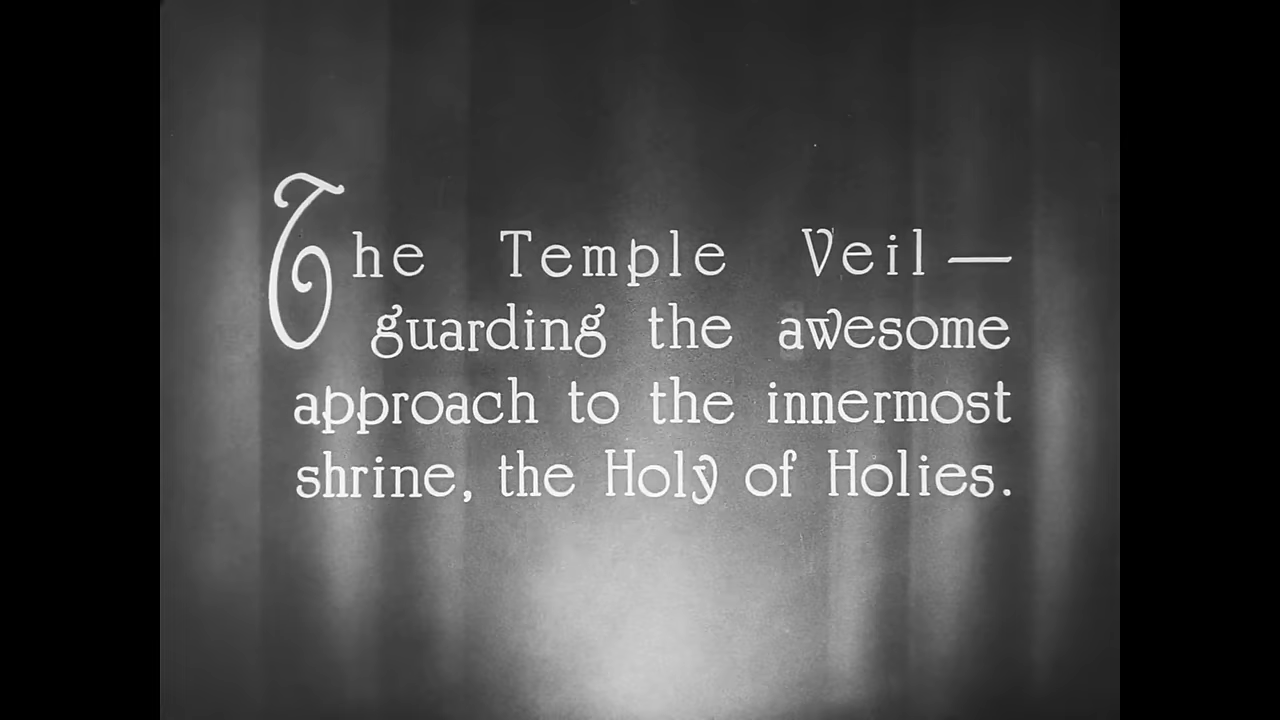 The Temple Veil —
guarding the awesome
approach to the innermost
shrine, the Holy of Holies.